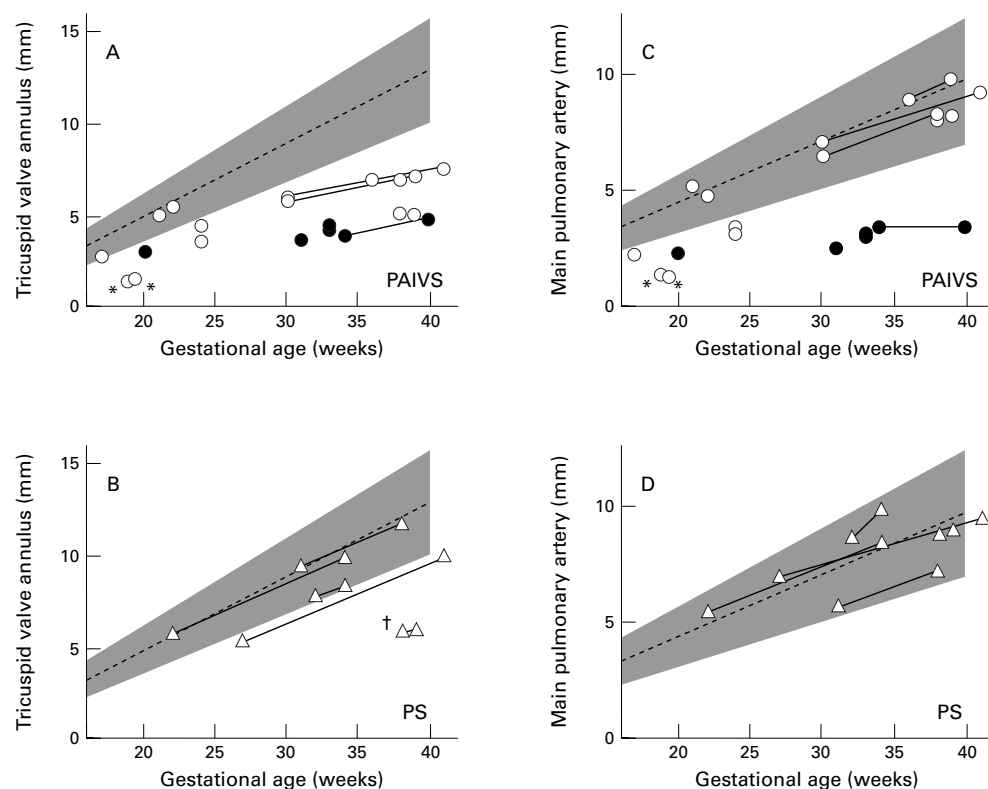 A
Tricuspid valve annulus (mm)
15
10
5
0
* *
PAIVS
20 25 30 35 40
Gestational age (weeks)
C
Main pulmonary artery (mm)
10
5
0
* *
PAIVS
20 25 30 35 40
Gestational age (weeks)
B
Tricuspid valve annulus (mm)
15
10
5
0
†
PS
20 25 30 35 40
Gestational age (weeks)
D
Main pulmonary artery (mm)
10
5
0
PS
20 25 30 35 40
Gestational age (weeks)